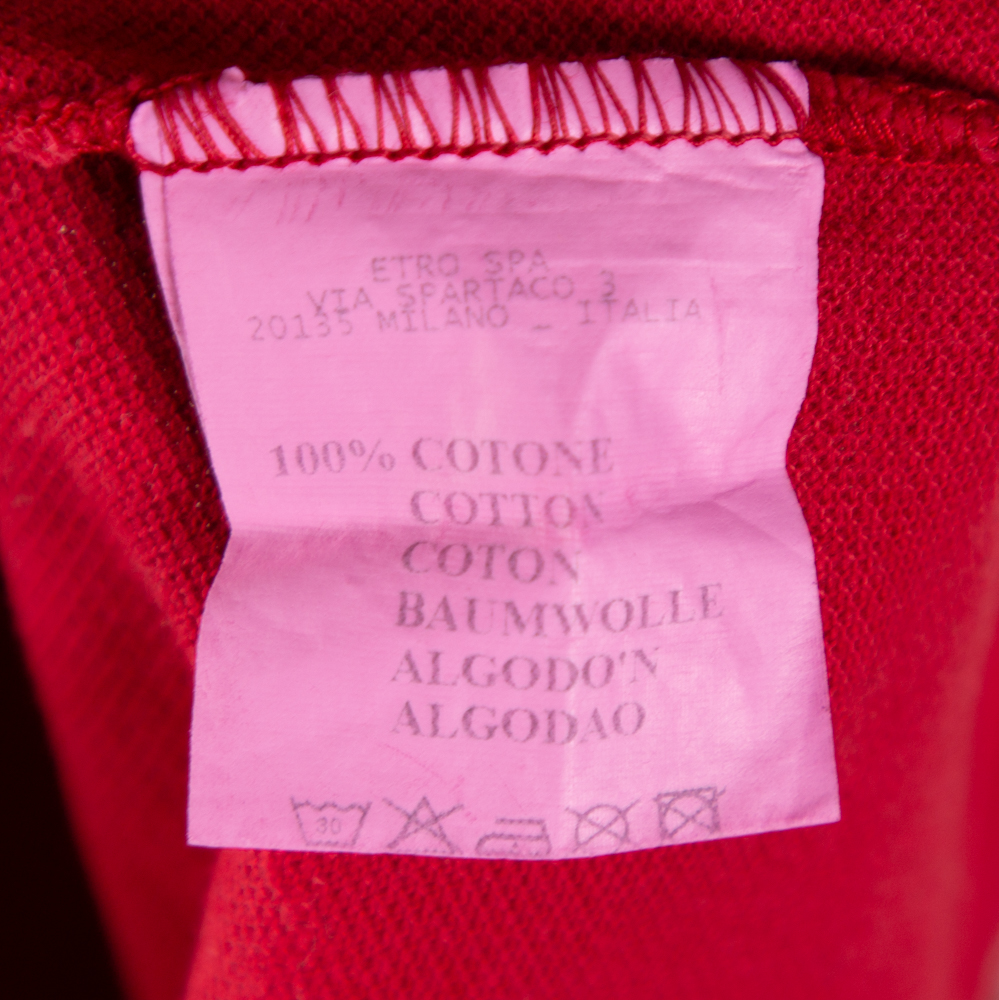 ETRO SPA
VIA SPARTACO 3
20135 MILANO _ ITALIA
100% COTONE
COTTON
COTON
BAUMWOLLE
ALGODO'N
ALGODAO
30